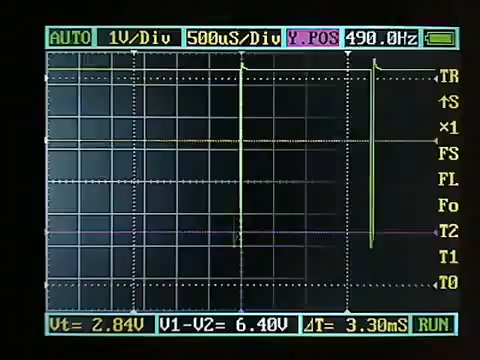 AUTO 1V/Div 500uS/Div Y.POS 490.0Hz
TR
↑S
×1
FS
FL
Fo
T2
T1
T0
Vt= 2.84V V1-V2= 6.40V ΔT= 3.30mS RUN